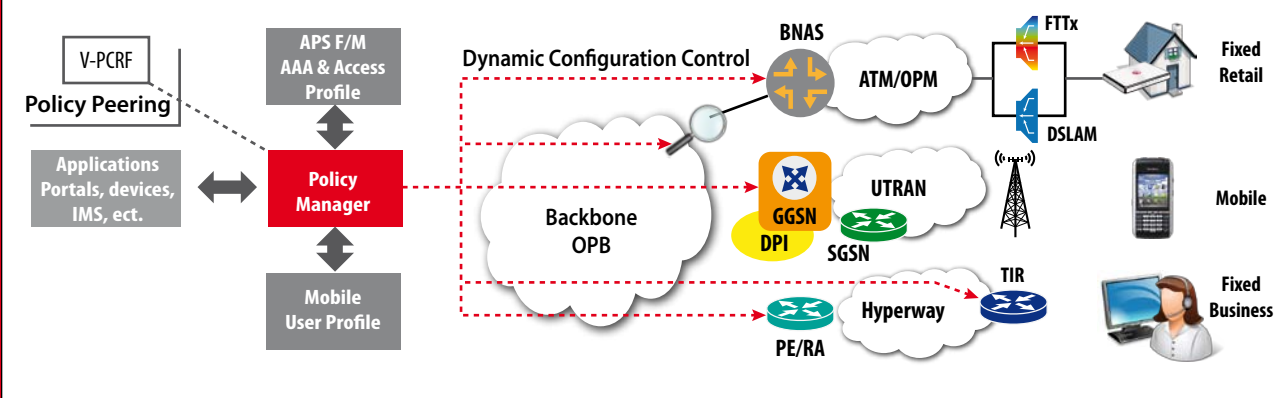 V-PCRF
Policy Peering
APS F/M
AAA & Access
Profile
Applications
Portals, devices,
IMS, ect.
Policy
Manager
Mobile
User Profile
Dynamic Configuration Control
Backbone
OPB
BNAS
ATM/OPM
FTTx
DSLAM
Fixed
Retail
GGSN
DPI
UTRAN
SGSN
Mobile
PE/RA
Hyperway
TIR
Fixed
Business